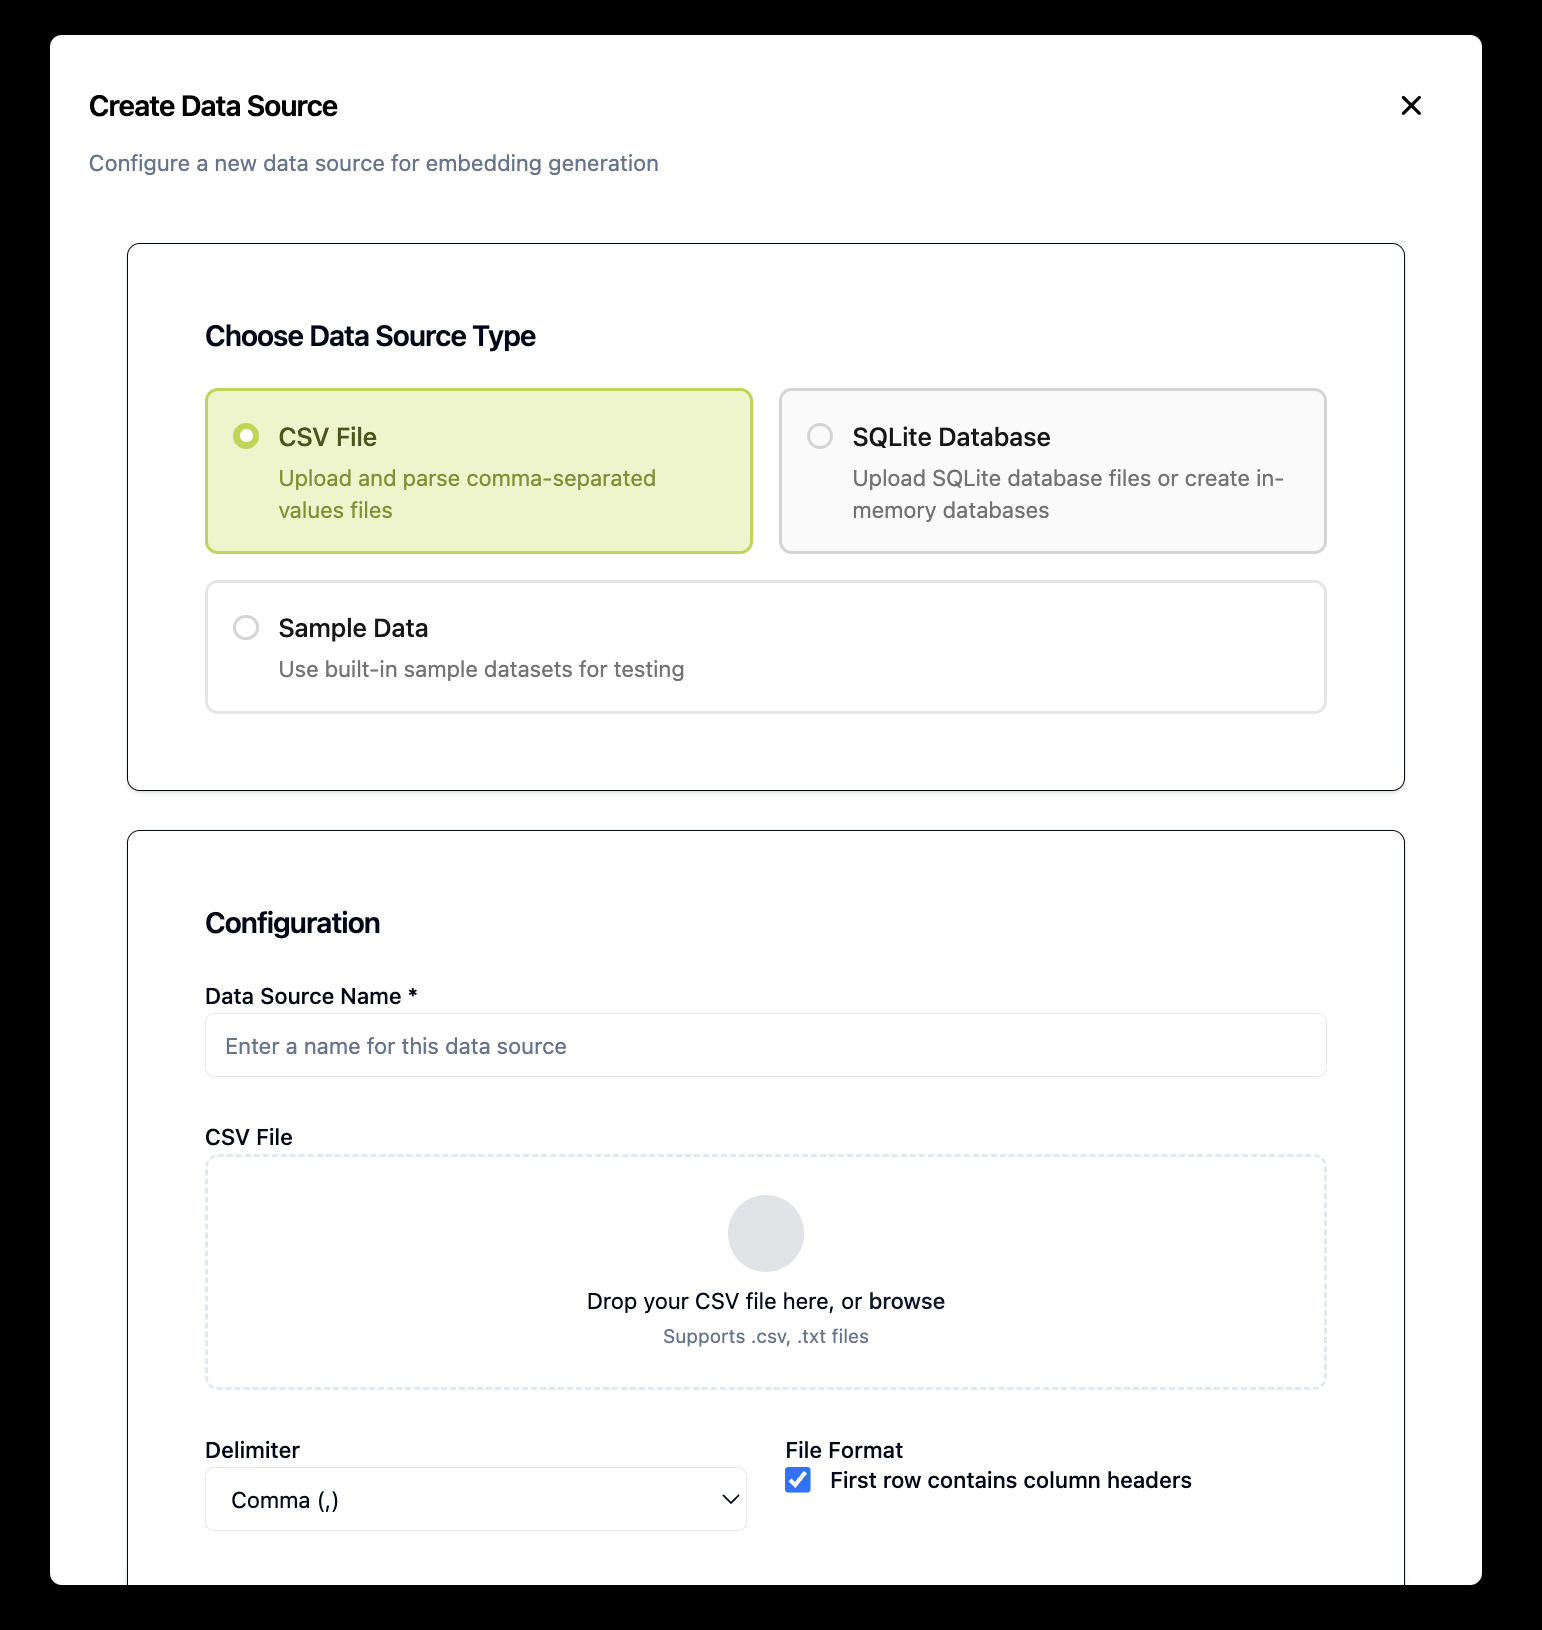 Create Data Source
Configure a new data source for embedding generation
Choose Data Source Type
CSV File
Upload and parse comma-separated
values files
SQLite Database
Upload SQLite database files or create in-
memory databases
Sample Data
Use built-in sample datasets for testing
Configuration
Data Source Name *
Enter a name for this data source
CSV File
Drop your CSV file here, or browse
Supports .csv, .txt files
Delimiter
Comma (,)
File Format
First row contains column headers